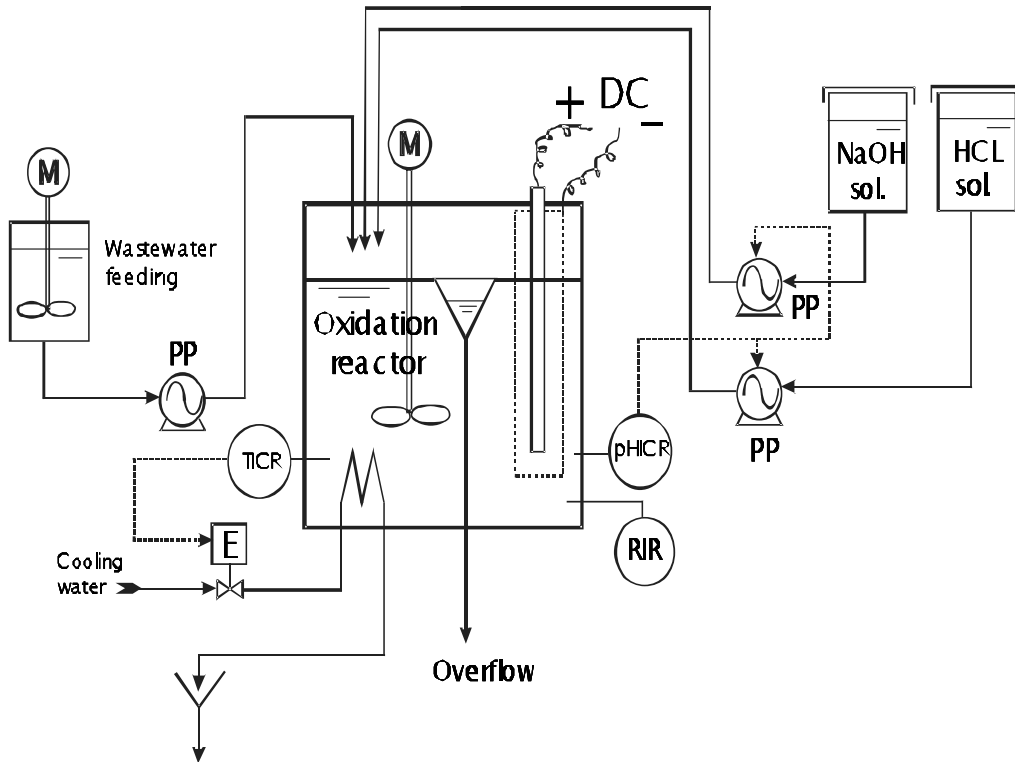 + DC -
M
NaOH
sol.
HCL
sol.
M
Wastewater
feeding
PP
Oxidation
reactor
PP
PP
TICR
pHICR
E
RIR
Cooling
water
Overflow